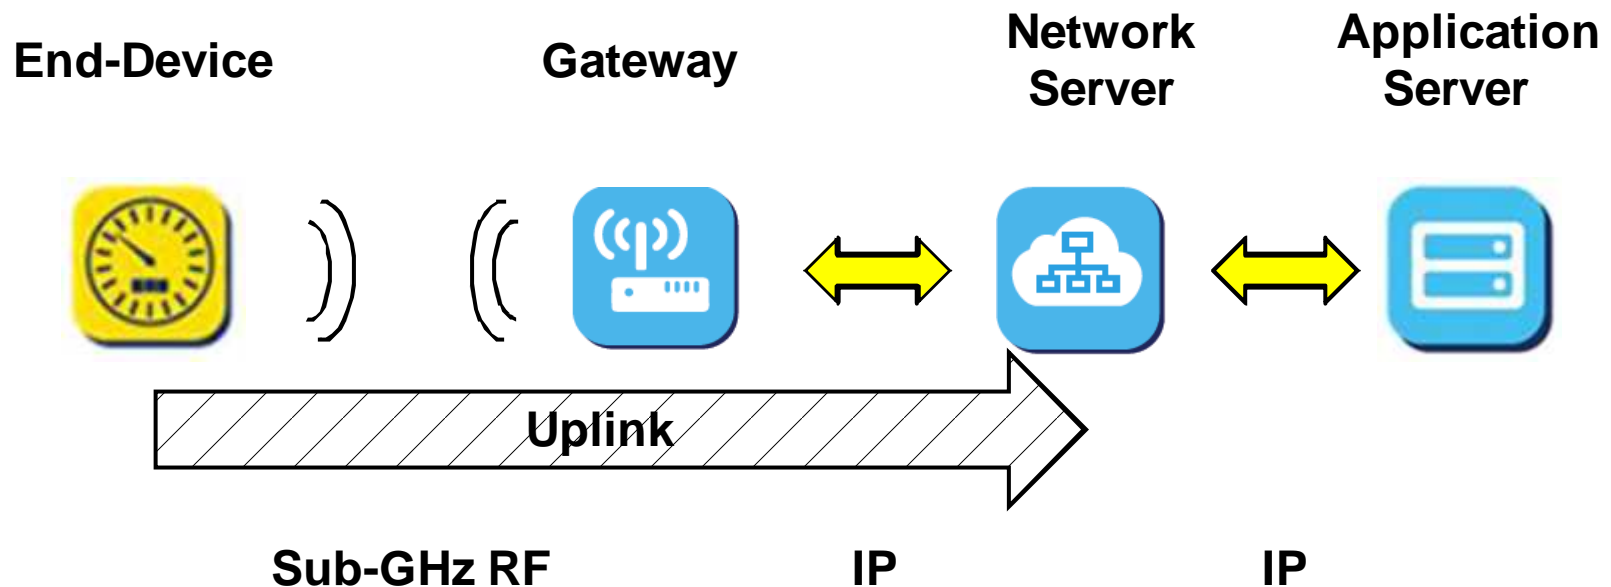 End-Device
Gateway
Network
Server
Application
Server
Uplink
Sub-GHz RF
IP
IP